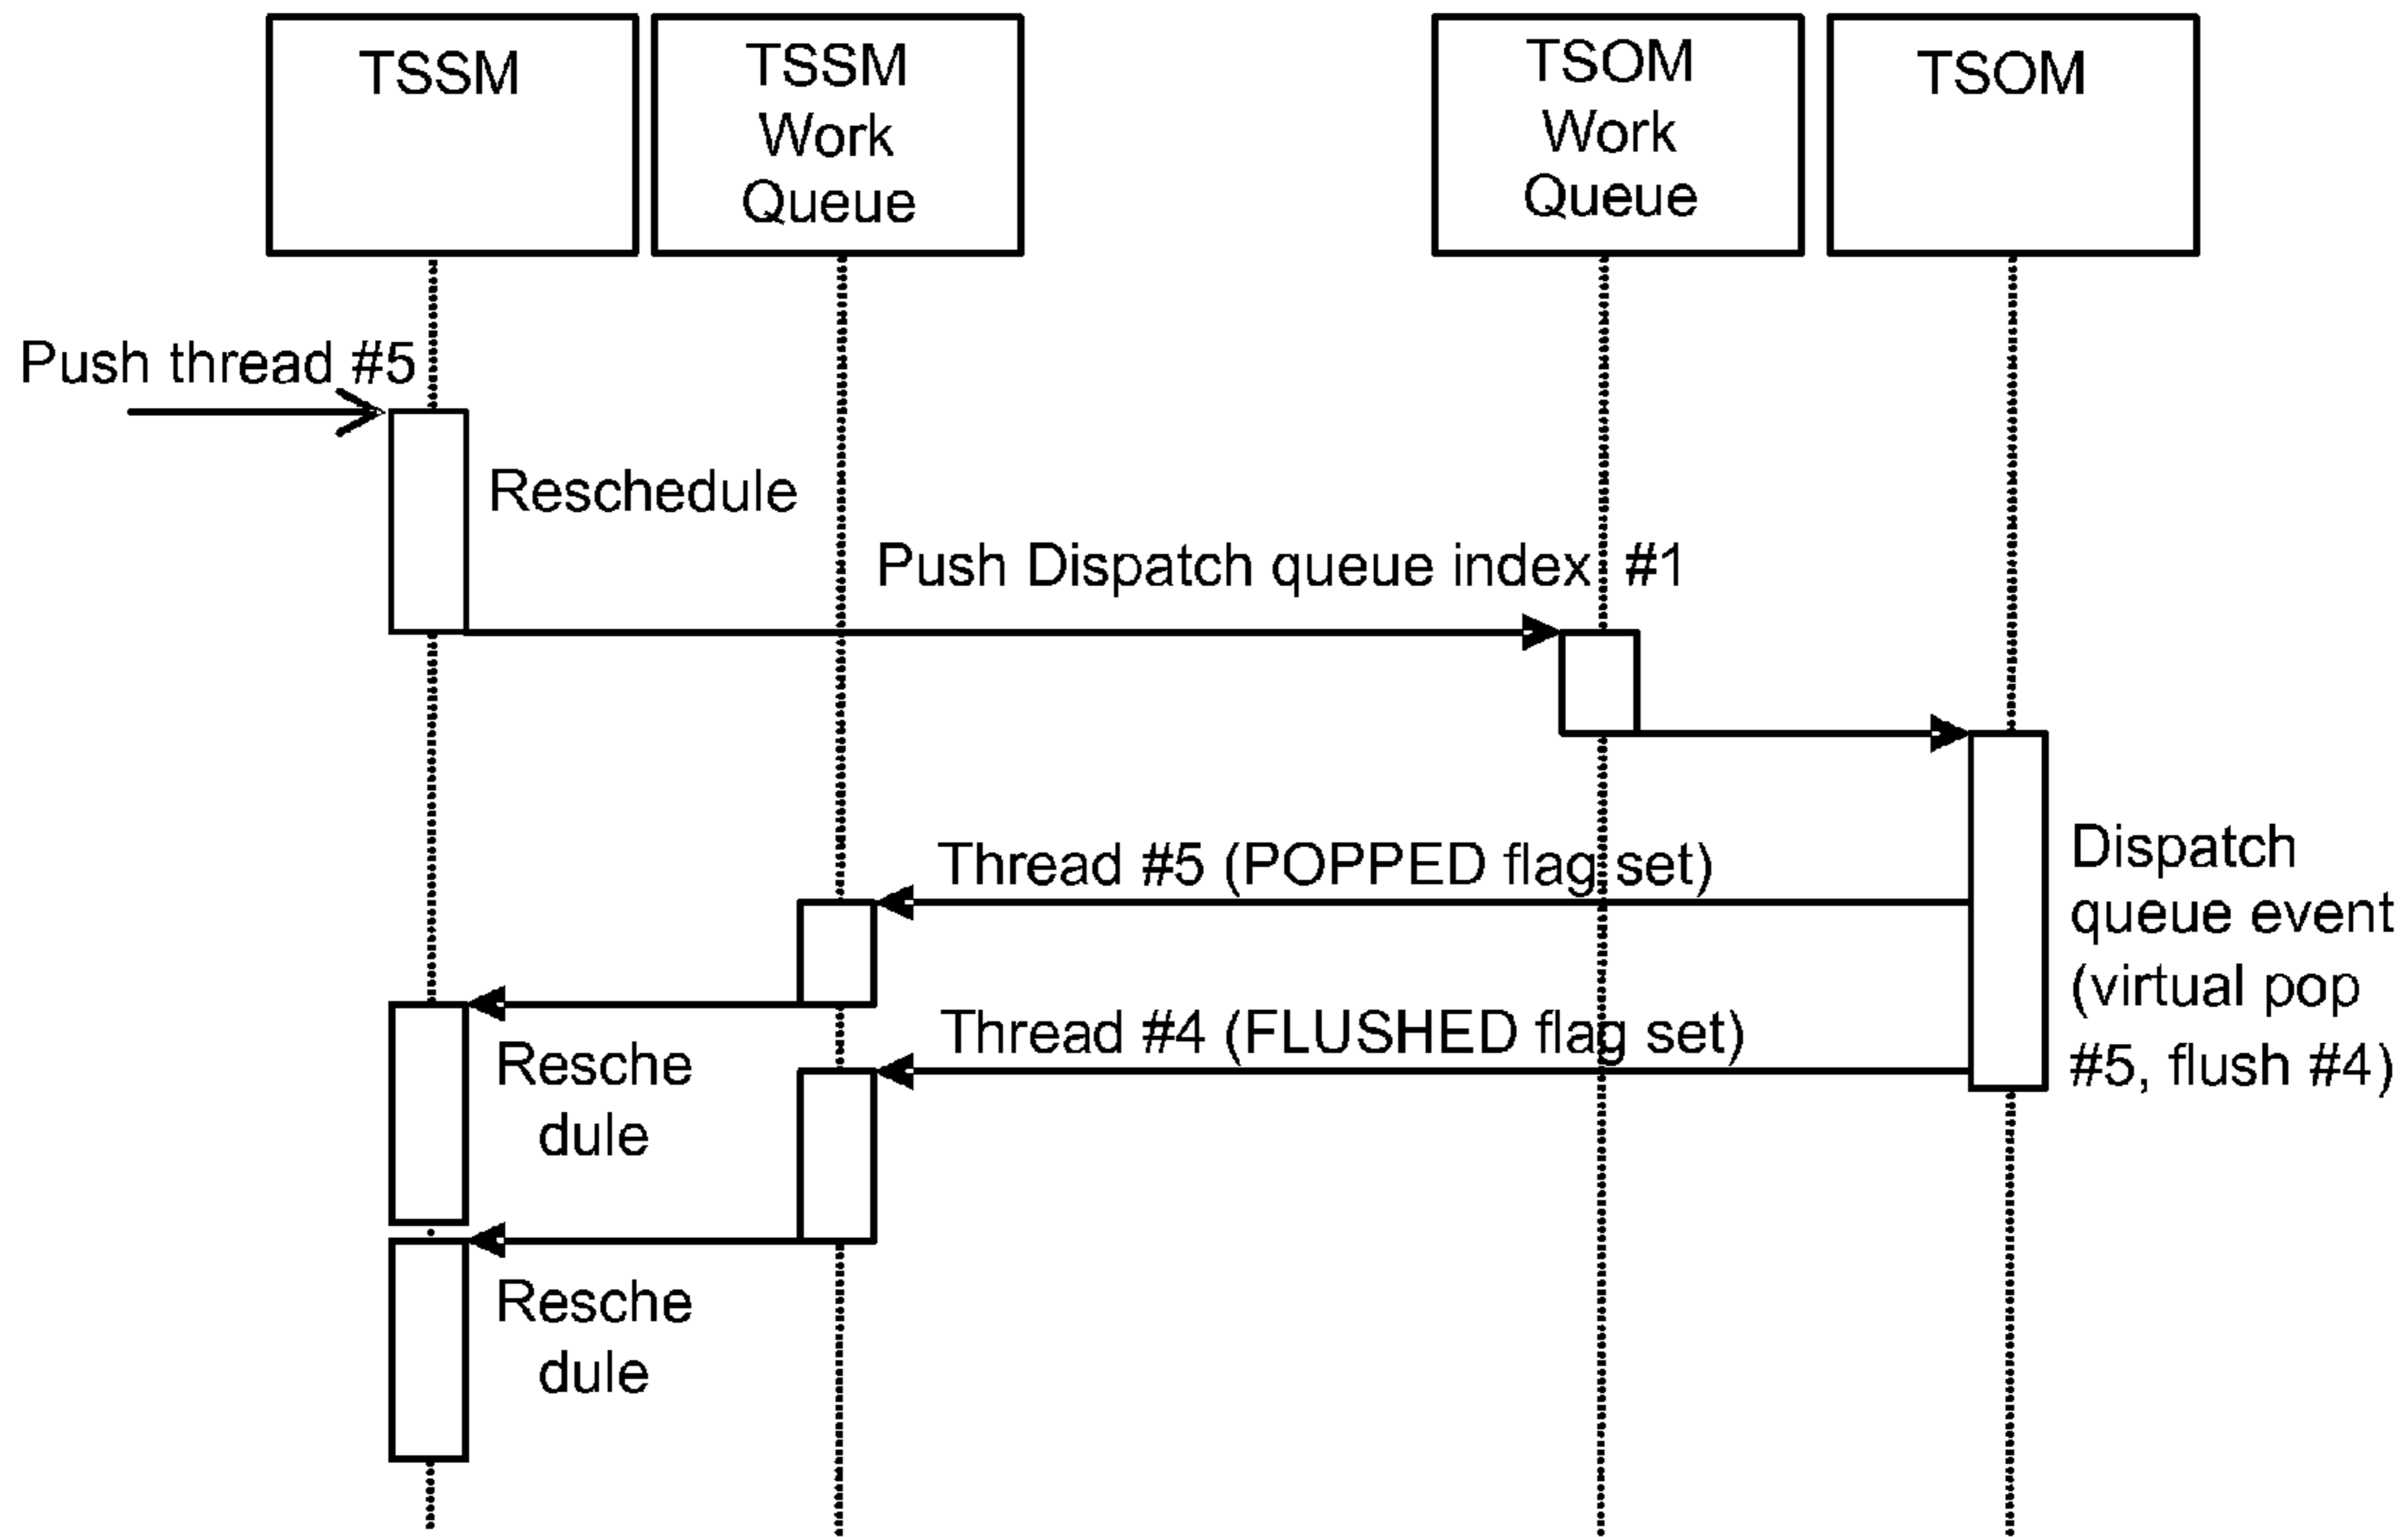 TSSM
TSSM
Work
Queue
TSOM
Work
Queue
TSOM
Push thread #5
Reschedule
Push Dispatch queue index #1
Thread #5 (POPPED flag set)
Dispatch
queue event
(virtual pop
#5, flush #4)
Thread #4 (FLUSHED flag set)
Resche
dule
Resche
dule